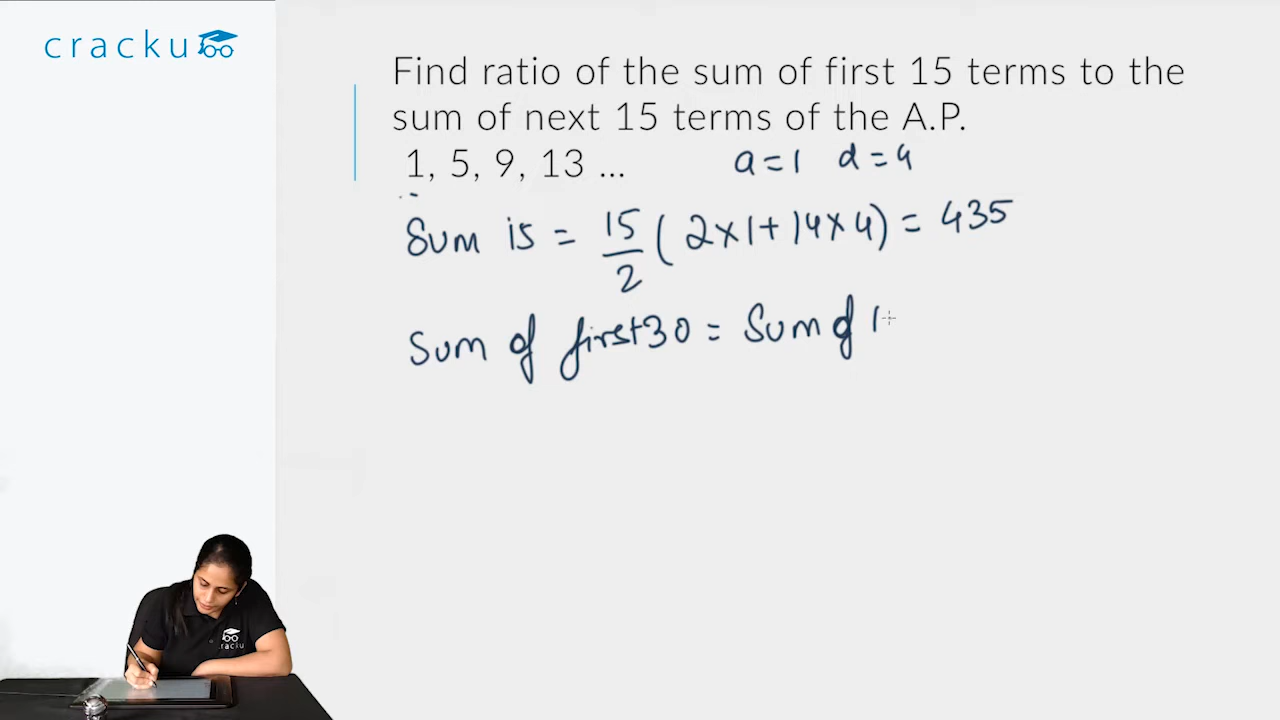 cracku
Find ratio of the sum of first 15 terms to the
sum of next 15 terms of the A.P.
1, 5, 9, 13 ... a = 1 d = 4
Sum 15 = 15/2 ( 2×1+ 14×4) = 435
Sum of first 30 = Sum of 1
cracku